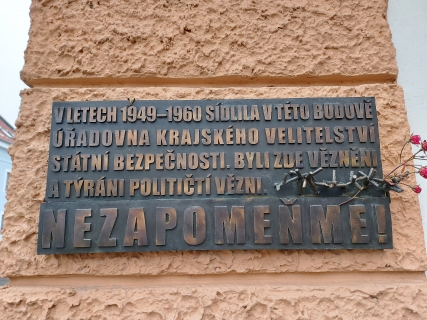 V LETECH 1949–1960 SÍDLILA V TÉTO BUDOVĚ
ÚŘADOVNA KRAJSKÉHO VELITELSTVÍ
STÁTNÍ BEZPEČNOSTI. BYLI ZDE VĚZNĚNI
A TÝRÁNI POLITIČTÍ VĚZNI.
NEZAPOMEŇME!